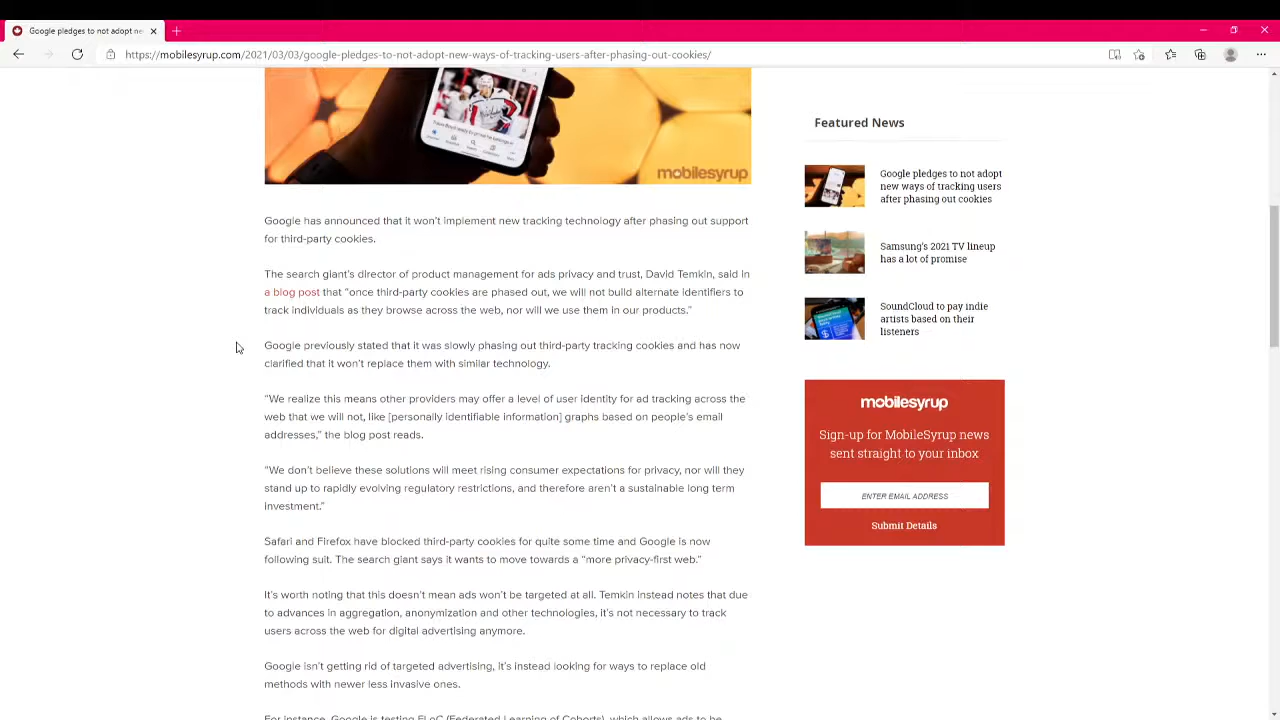 Google pledges to not adopt ne
https://mobilesyrup.com/2021/03/03/google-pledges-to-not-adopt-new-ways-of-tracking-users-after-phasing-out-cookies/
mobilesyrup
Google has announced that it won't implement new tracking technology after phasing out support
for third-party cookies.
The search giant's director of product management for ads privacy and trust, David Temkin, said in
a blog post that “once third-party cookies are phased out, we will not build alternate identifiers to
track individuals as they browse across the web, nor will we use them in our products.”
Google previously stated that it was slowly phasing out third-party tracking cookies and has now
clarified that it won't replace them with similar technology.
“We realize this means other providers may offer a level of user identity for ad tracking across the
web that we will not, like [personally identifiable information] graphs based on people's email
addresses,” the blog post reads.
“We don't believe these solutions will meet rising consumer expectations for privacy, nor will they
stand up to rapidly evolving regulatory restrictions, and therefore aren't a sustainable long term
investment.”
Safari and Firefox have blocked third-party cookies for quite some time and Google is now
following suit. The search giant says it wants to move towards a “more privacy-first web.”
It's worth noting that this doesn't mean ads won't be targeted at all. Temkin instead notes that due
to advances in aggregation, anonymization and other technologies, it's not necessary to track
users across the web for digital advertising anymore.
Google isn't getting rid of targeted advertising, it's instead looking for ways to replace old
methods with newer less invasive ones.
For instance, Google is testing FLoC (Federated Learning of Cohorts), which allows ads to be
Featured News
Google pledges to not adopt
new ways of tracking users
after phasing out cookies
Samsung's 2021 TV lineup
has a lot of promise
SoundCloud to pay indie
artists based on their
listeners
mobilesyrup
Sign-up for MobileSyrup news
sent straight to your inbox
ENTER EMAIL ADDRESS
Submit Details